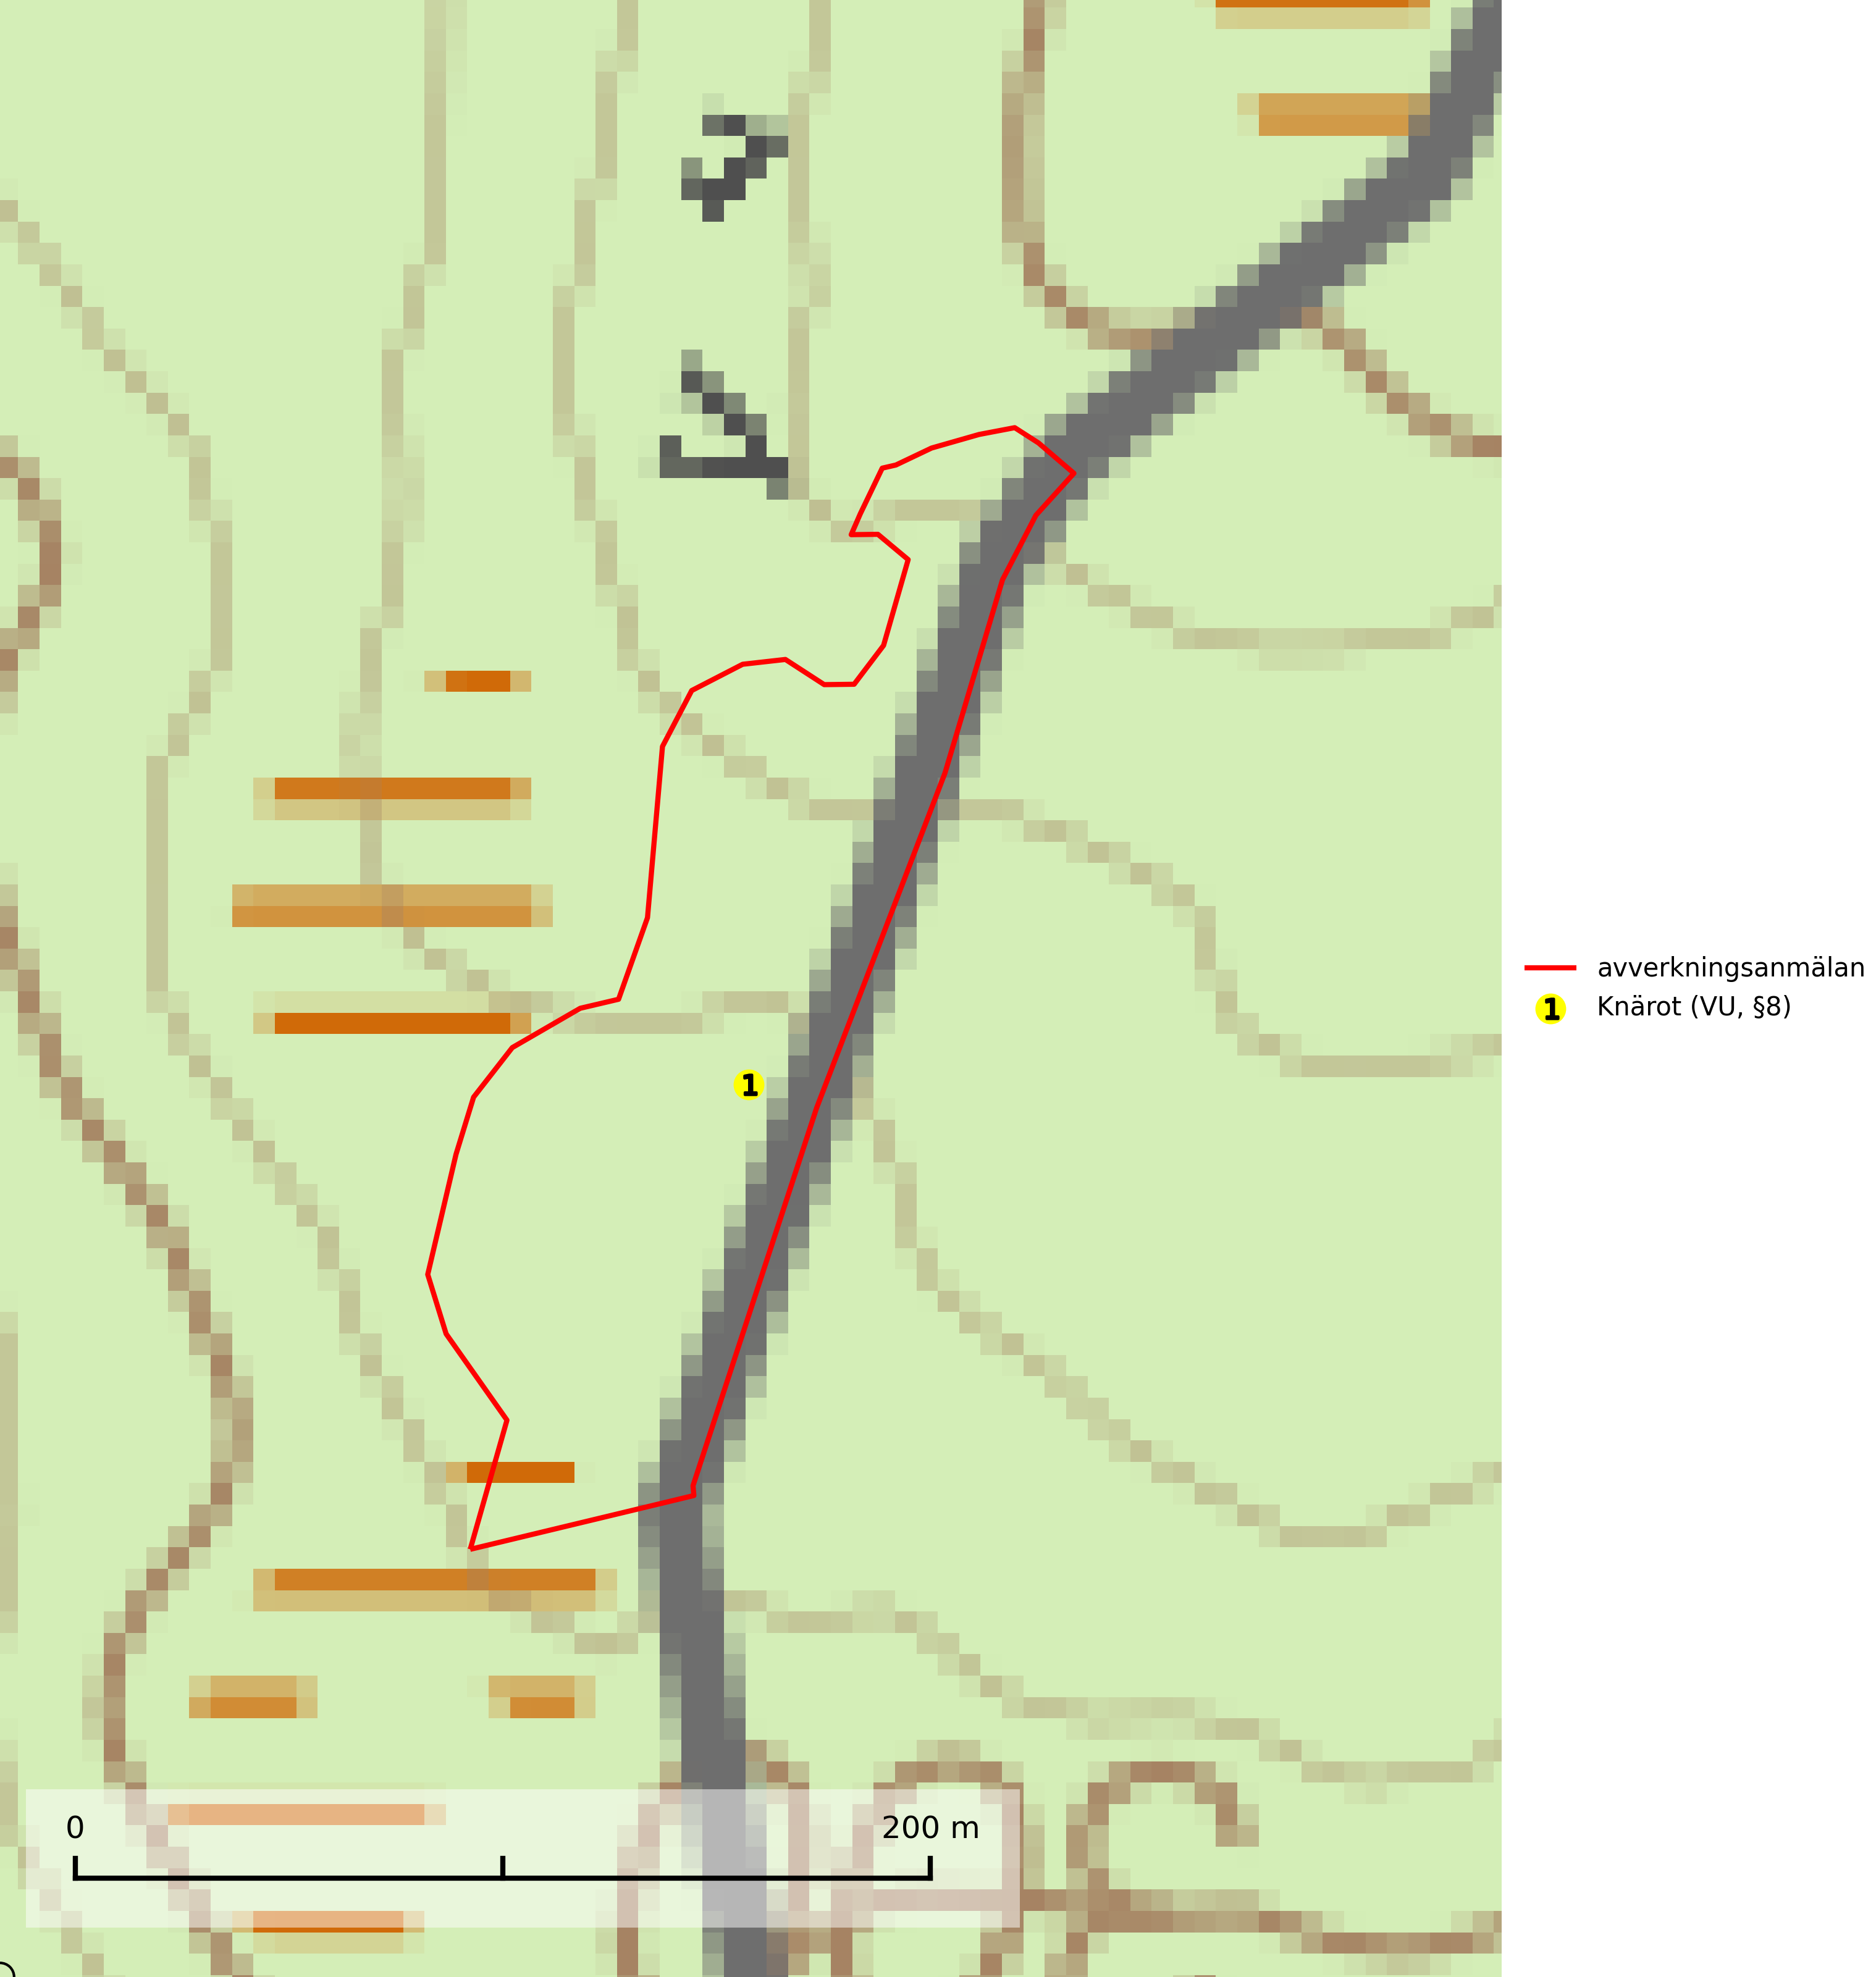 avverkningsanmälan
1 Knärot (VU, §8)
1
0 200 m